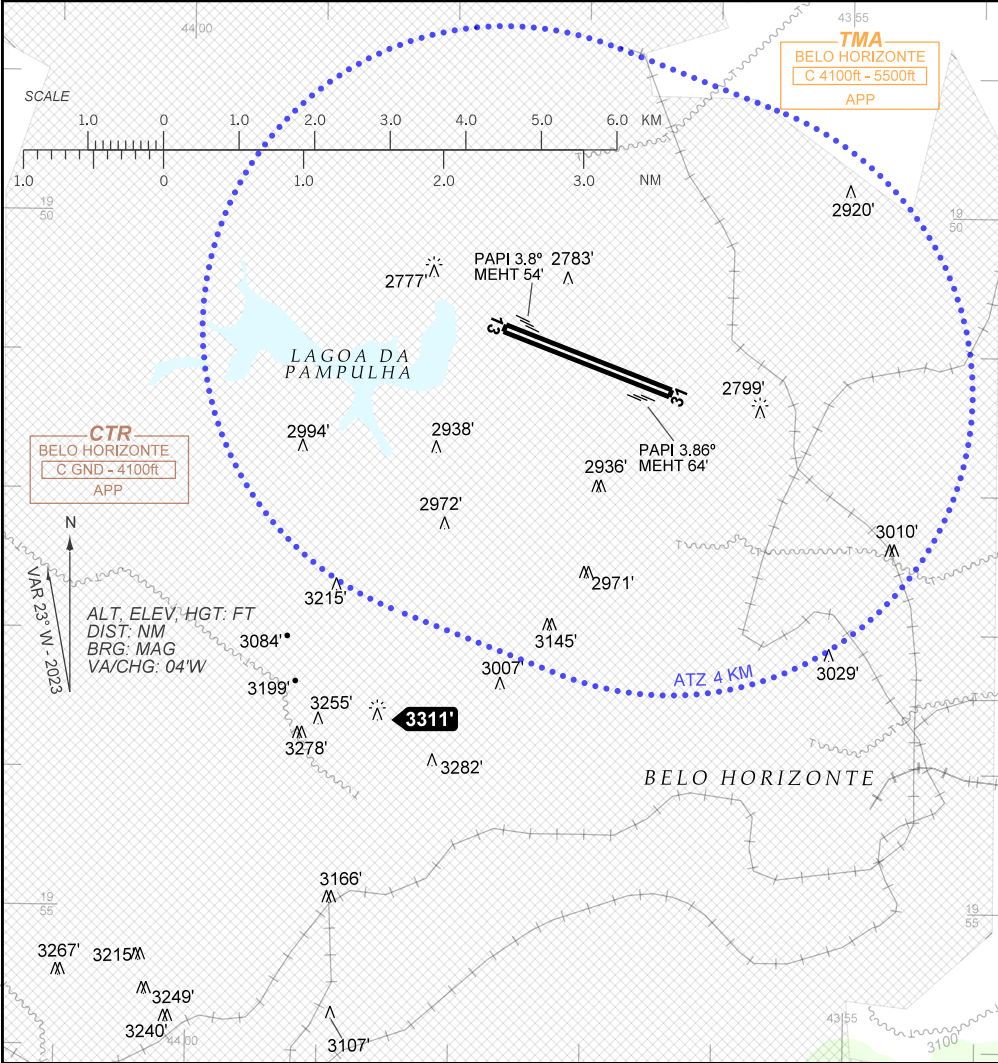 44 00
43 55
TMA
BELO HORIZONTE
C 4100ft - 5500ft
APP
SCALE
1.0 0 1.0 2.0 3.0 4.0 5.0 6.0 KM
1.0 0 1.0 2.0 3.0 NM
19
50
2920'
19
50
PAPI 3.8º
MEHT 54'
2783'
2777'
13
LAGOA DA
PAMPULHA
31
2799'
2994'
2938'
PAPI 3.86º
MEHT 64'
CTR
BELO HORIZONTE
C GND - 4100ft
APP
2936'
2972'
N
VAR 23° W - 2023
3010'
2971'
3215'
ALT, ELEV, HGT: FT
DIST: NM
BRG: MAG
VA/CHG: 04'W
3084'
3145'
3007'
3029'
ATZ 4 KM
3199'
3255'
3311'
3278'
3282'
BELO HORIZONTE
3166'
19
55
19
55
3267'
3215'
3249'
3240'
3107'
44 00
43 55
3100